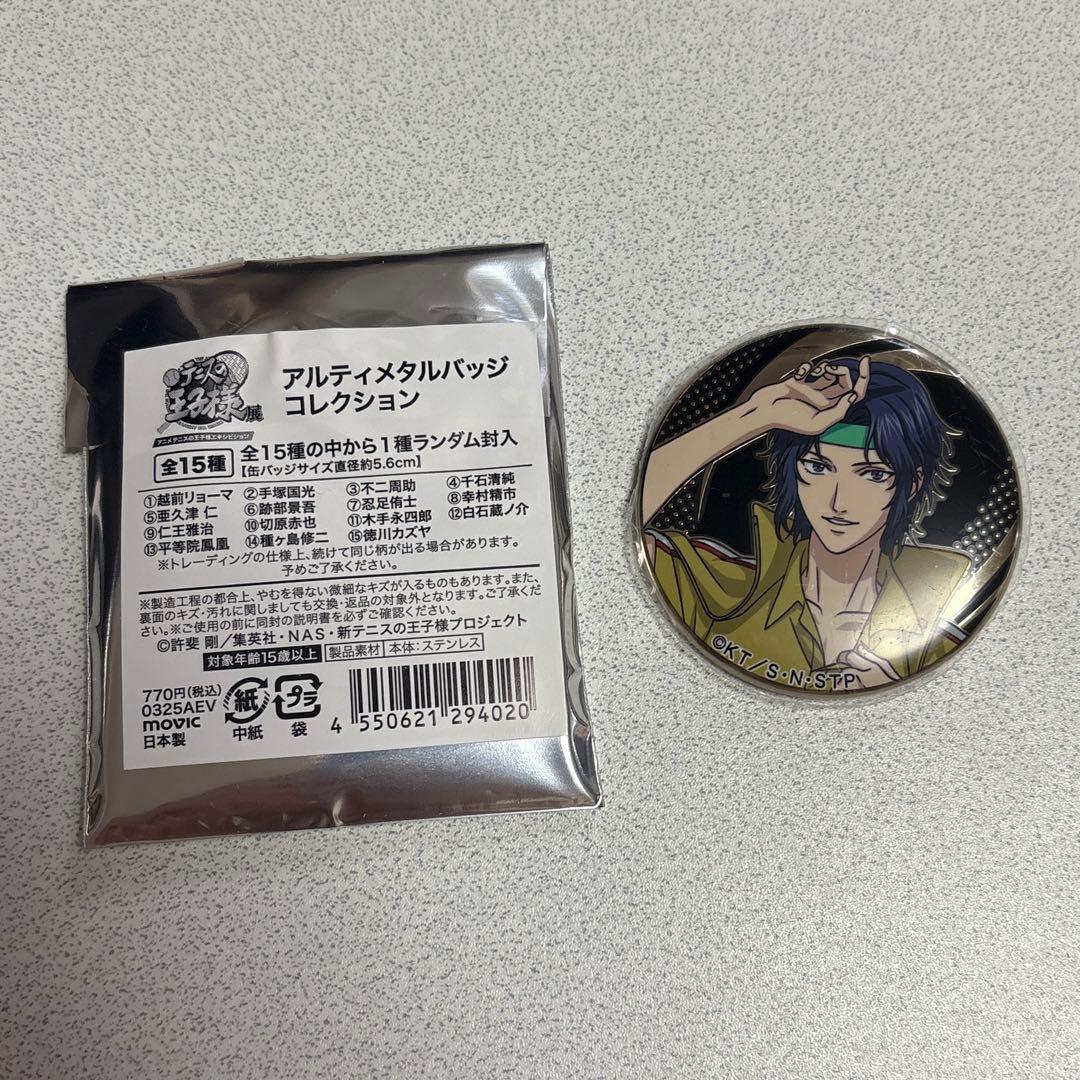 テニスの
王子様展
アニメテニスの王子様エキシビション
アルティメタルバッジ
コレクション
全15種
全15種の中から1種ランダム封入
【缶バッジサイズ直径約5.6cm】
①越前リョーマ ②手塚国光 ③不二周助 ④千石清純
⑤亜久津 仁 ⑥跡部景吾 ⑦忍足侑士 ⑧幸村精市
⑨仁王雅治 ⑩切原赤也 ⑪木手永四郎 ⑫白石蔵ノ介
⑬平等院鳳凰 ⑭種ヶ島修二 ⑮徳川カズヤ
※トレーディングの仕様上、続けて同じ柄が出る場合があります。
予めご了承ください。
※製造工程の都合上、やむを得ない微細なキズが入るものもあります。また、
裏面のキズ・汚れに関しましても交換・返品の対象外となります。ご了承くだ
さい。※ご使用の前に同封の説明書を必ずご確認ください。
©許斐 剛/集英社・NAS・新テニスの王子様プロジェクト
対象年齢15歳以上 製品素材 本体:ステンレス
770円(税込)
0325AEV
movic
日本製
紙
中紙
プラ
袋
4 550621 294020
©KT/S・N・STP